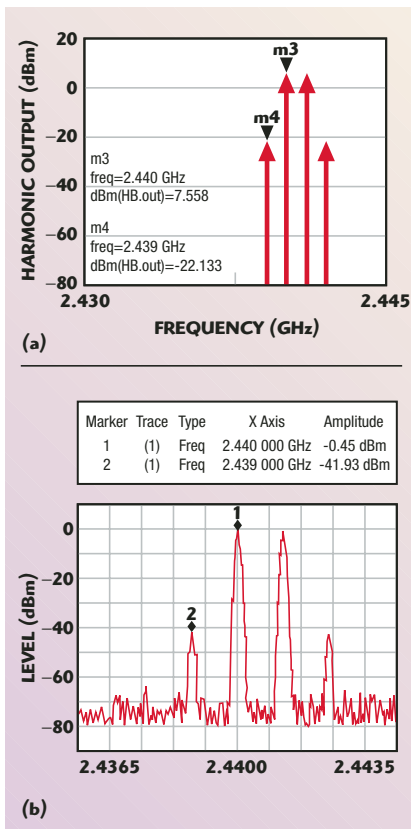 20
0
−20
−40
−60
−80
HARMONIC OUTPUT (dBm)
m3
m4
m3
freq=2.440 GHz
dBm(HB.out)=7.558
m4
freq=2.439 GHz
dBm(HB.out)=-22.133
2.430 2.445
FREQUENCY (GHz)
(a)
Marker Trace Type X Axis Amplitude
1 (1) Freq 2.440 000 GHz -0.45 dBm
2 (1) Freq 2.439 000 GHz -41.93 dBm
1
2
0
−20
−40
−60
−80
LEVEL (dBm)
2.4365 2.4400 2.4435
(b)